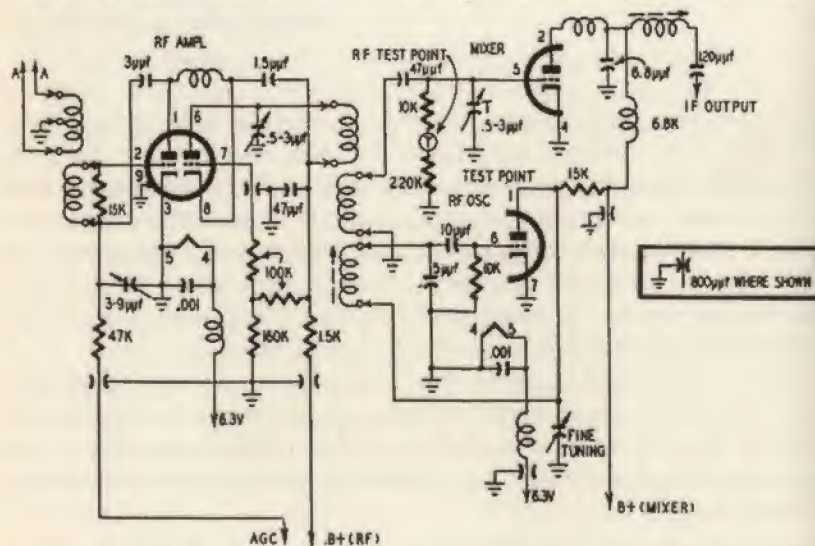 RF AMPL
3µµf
1.5µµf
A A
1 6
2 7
9
3 8
.5-3µµf
15K
47µµf
5 4
100K
3-9µµf
.001
47K
160K
1.5K
6.3V
AGC
B+(RF)
RF TEST POINT
47µµf
MIXER
2
5
4
10K
T
.5-3µµf
220K
6.8µµf
120µµf
IF OUTPUT
6.8K
TEST POINT
RF OSC
1
15K
10µµf
6
7
5µµf
10K
4 5
.001
FINE
TUNING
6.3V
B+(MIXER)
800µµf WHERE SHOWN